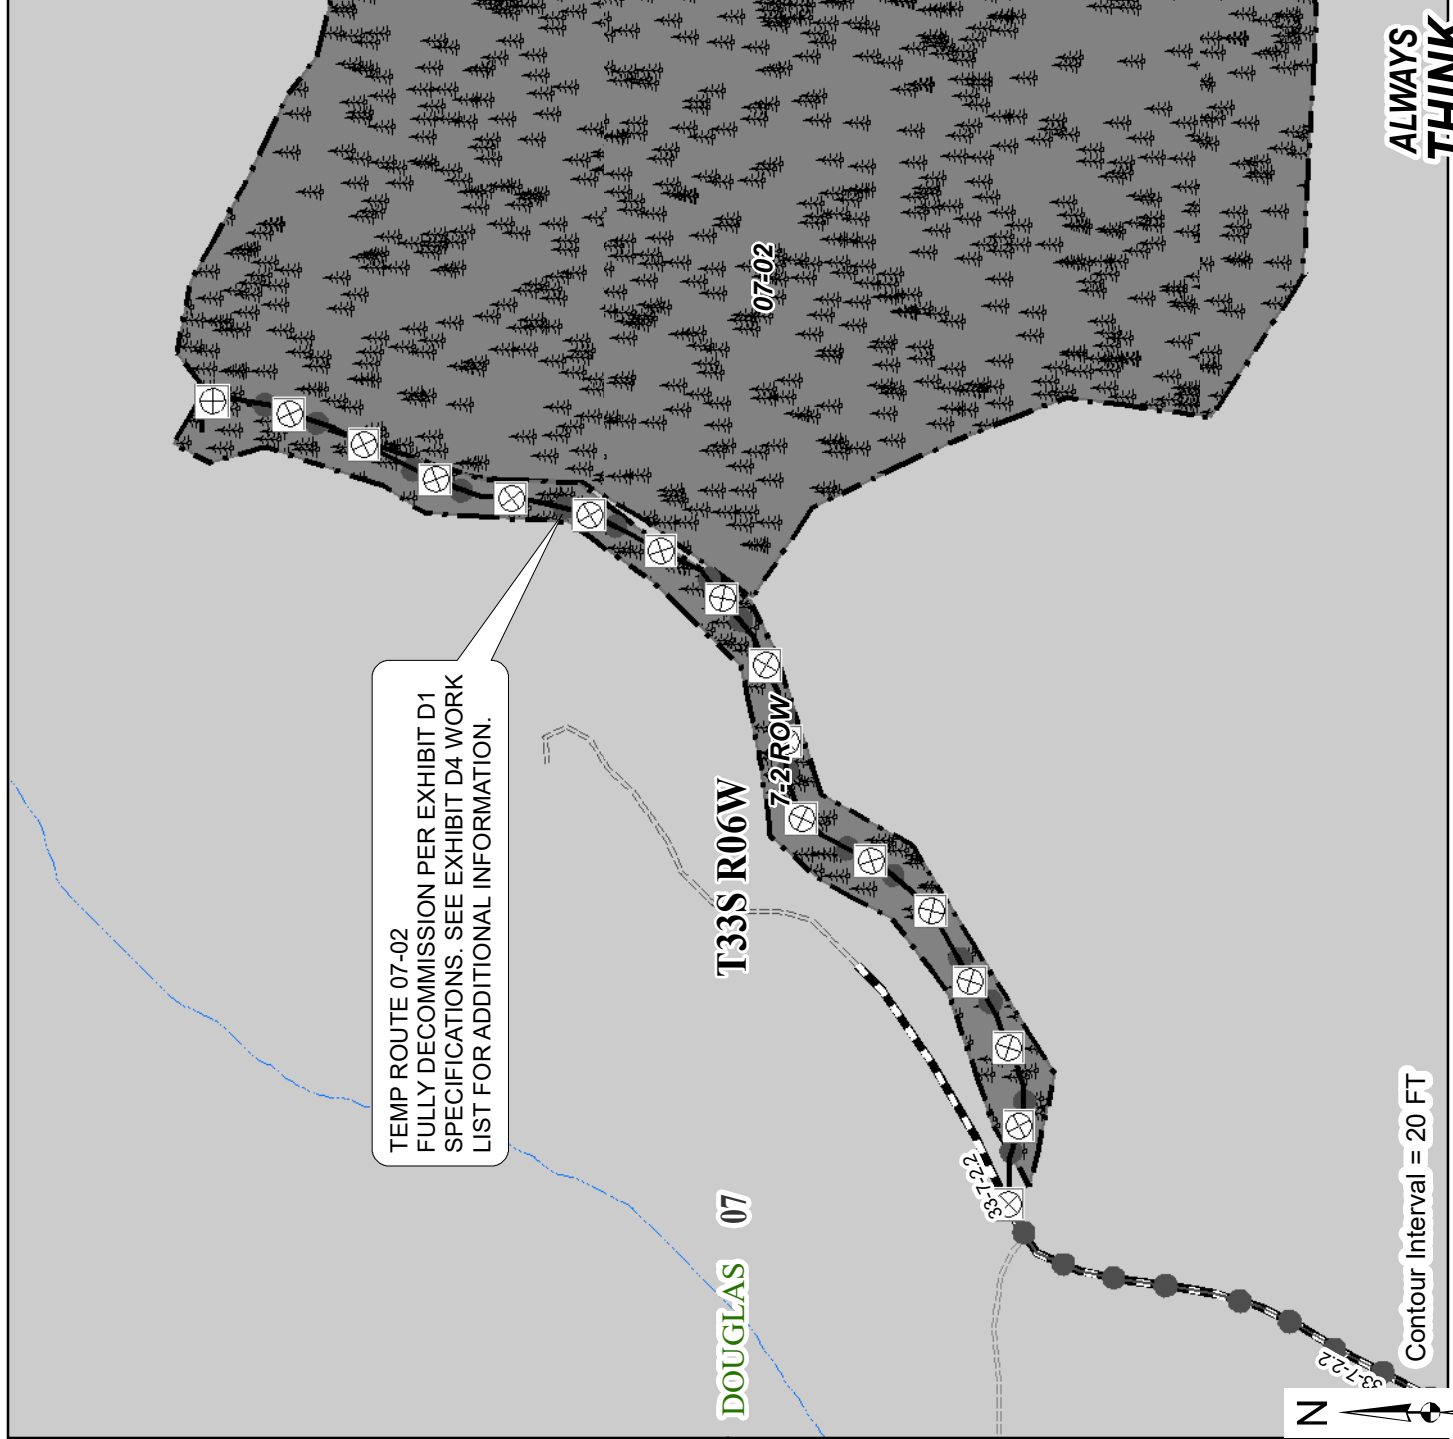 TEMP ROUTE 07-02
FULLY DECOMMISSION PER EXHIBIT D1
SPECIFICATIONS. SEE EXHIBIT D4 WORK
LIST FOR ADDITIONAL INFORMATION.
07-02
7-2 ROW
T33S R06W
DOUGLAS 07
33-7-2.2
33-7-2.2
Contour Interval = 20 FT
N
ALWAYS
THINK